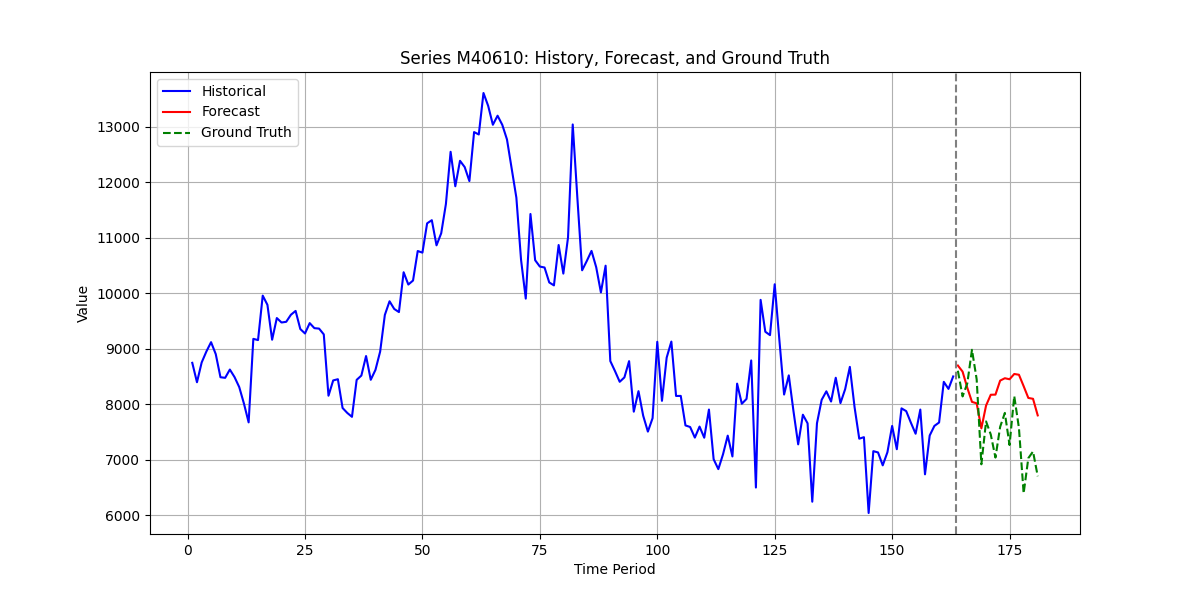 Series M40610: History, Forecast, and Ground Truth
Historical
Forecast
Ground Truth
13000
12000
11000
10000
9000
8000
7000
6000
Value
0
25
50
75
100
125
150
175
Time Period